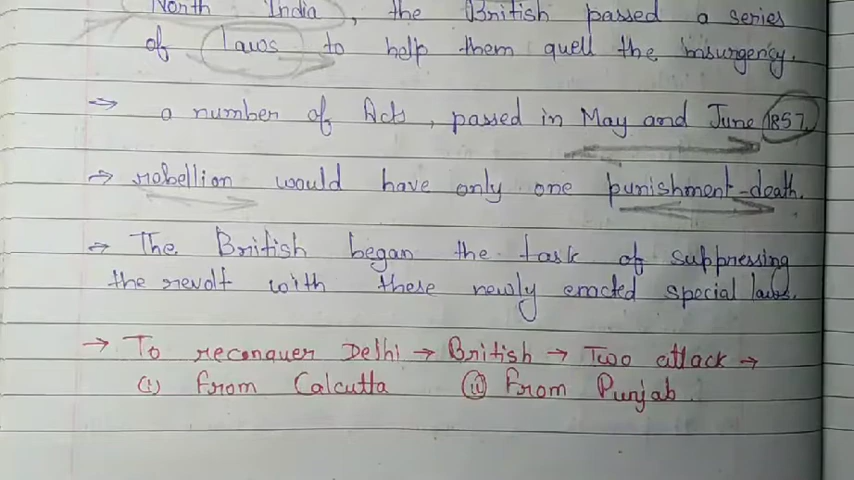 North India, the British passed a series
of laws to help them quell the insurgency.
⇒ a number of Acts, passed in May and June 1857.
⇒ rebellion would have only one punishment-death.
⇒ The British began the task of suppressing
the revolt with these newly enacted special laws.
→ To reconquer Delhi → British → Two attack →
(i) From Calcutta (ii) From Punjab.